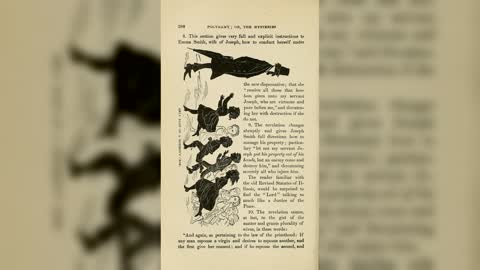 POLYGAMY; OR, THE MYSTERIES
8. This section gives very full and explicit instructions to
Emma Smith, wife of Joseph, how to conduct herself under
the new dispensation; that she
"receive all those that have
been given unto my servant
Joseph, who are virtuous and
pure before me," and threaten-
ing her with destruction if she
do not.
9. The revelation changes
abruptly and gives Joseph
Smith full directions how to
manage his property; particu-
lary "let not my servant Jo-
seph put his property out of his
hands, lest an enemy come and
destroy him," and threatening
severely all who injure him.
The reader familiar with
the old Revised Statutes of Il-
linois, would be surprised to
find the "Lord" talking so
much like a Justice of the
Peace.
10. The revelation comes,
at last, to the gist of the
matter and grants plurality of
wives, in these words:
"And again, as pertaining to the law of the priesthood: If
any man espouse a virgin and desires to espouse another, and
the first give her consent; and if he espouse the second, and